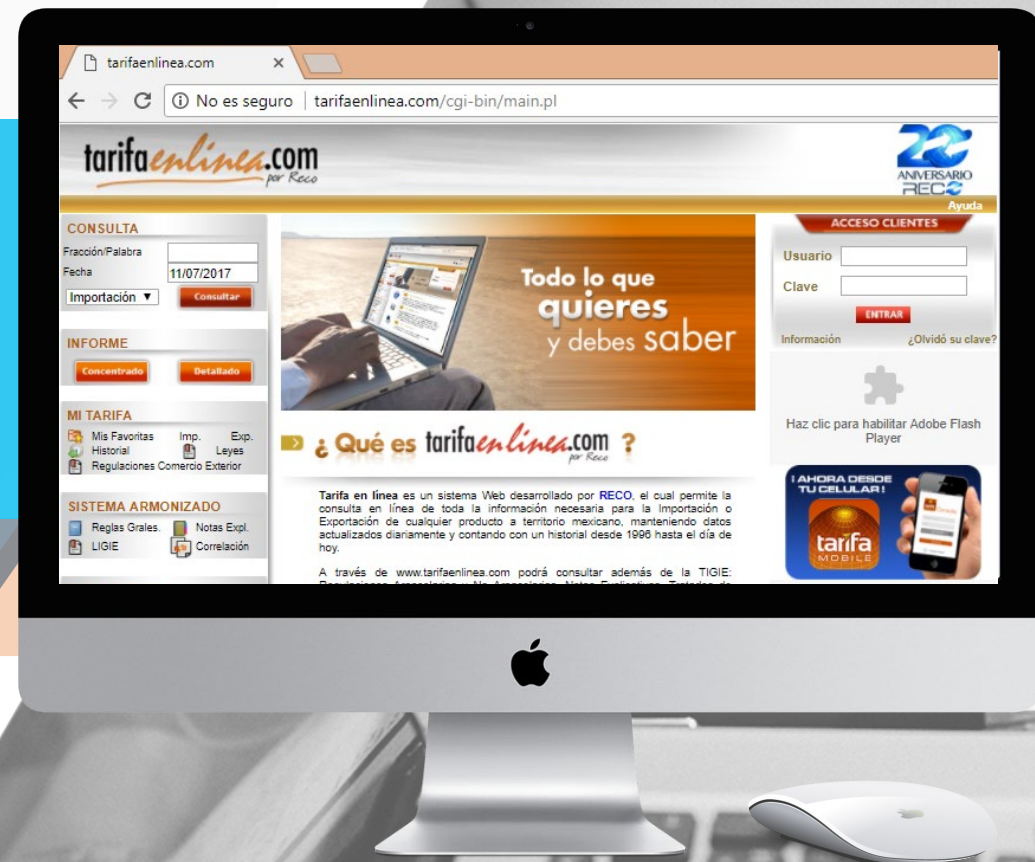 tarifaenlinea.com
No es seguro | tarifaenlinea.com/cgi-bin/main.pl
tarifaenlinea.com
por Reco
20
ANIVERSARIO
RECO
Ayuda
CONSULTA
Fracción/Palabra
Fecha 11/07/2017
Importación ▼ Consultar
INFORME
Concentrado Detallado
MI TARIFA
Mis Favoritas Imp. Exp.
Historial Leyes
Regulaciones Comercio Exterior
SISTEMA ARMONIZADO
Reglas Grales. Notas Expl.
LIGIE Correlación
Todo lo que
quieres
y debes saber
¿Qué es tarifaenlinea.com ?
por Reco
Tarifa en línea es un sistema Web desarrollado por RECO, el cual permite la
consulta en línea de toda la información necesaria para la Importación o
Exportación de cualquier producto a territorio mexicano, manteniendo datos
actualizados diariamente y contando con un historial desde 1996 hasta el día de
hoy.
A través de www.tarifaenlinea.com podrá consultar además de la TIGIE:
ACCESO CLIENTES
Usuario
Clave
ENTRAR
Información ¿Olvidó su clave?
Haz clic para habilitar Adobe Flash
Player
¡AHORA DESDE
TU CELULAR!
tarifa
MOBILE